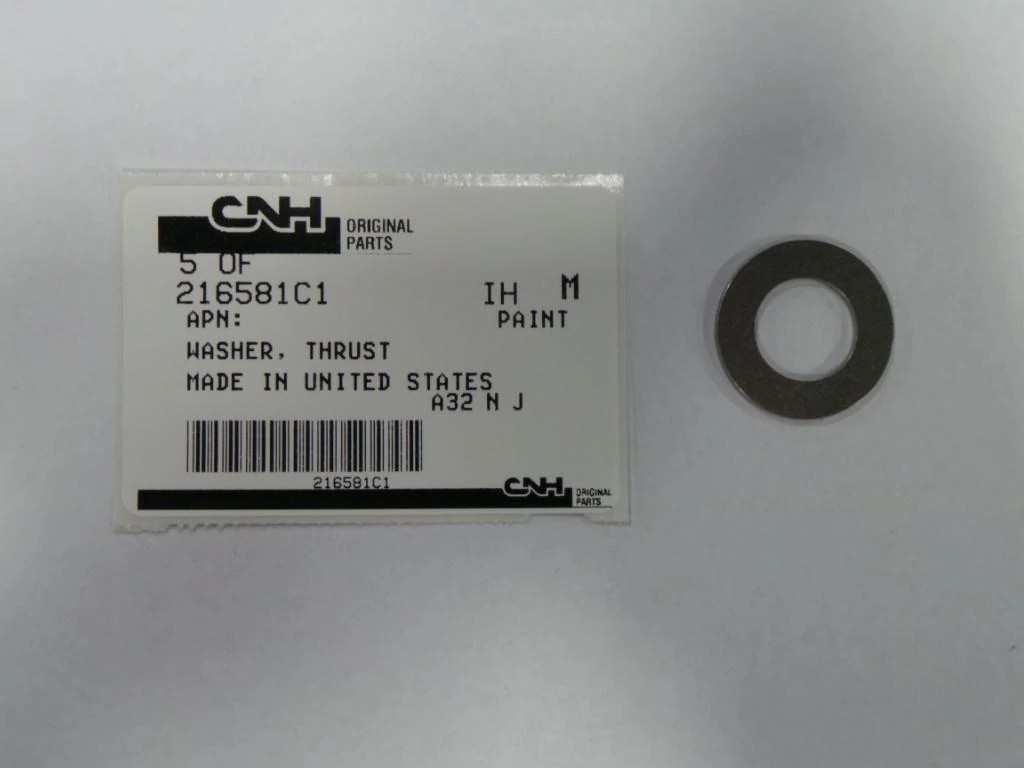 CNH ORIGINAL
PARTS
5 OF
216581C1 IH M
APN: PAINT
WASHER, THRUST
MADE IN UNITED STATES
A32 N J
216581C1
CNH ORIGINAL
PARTS